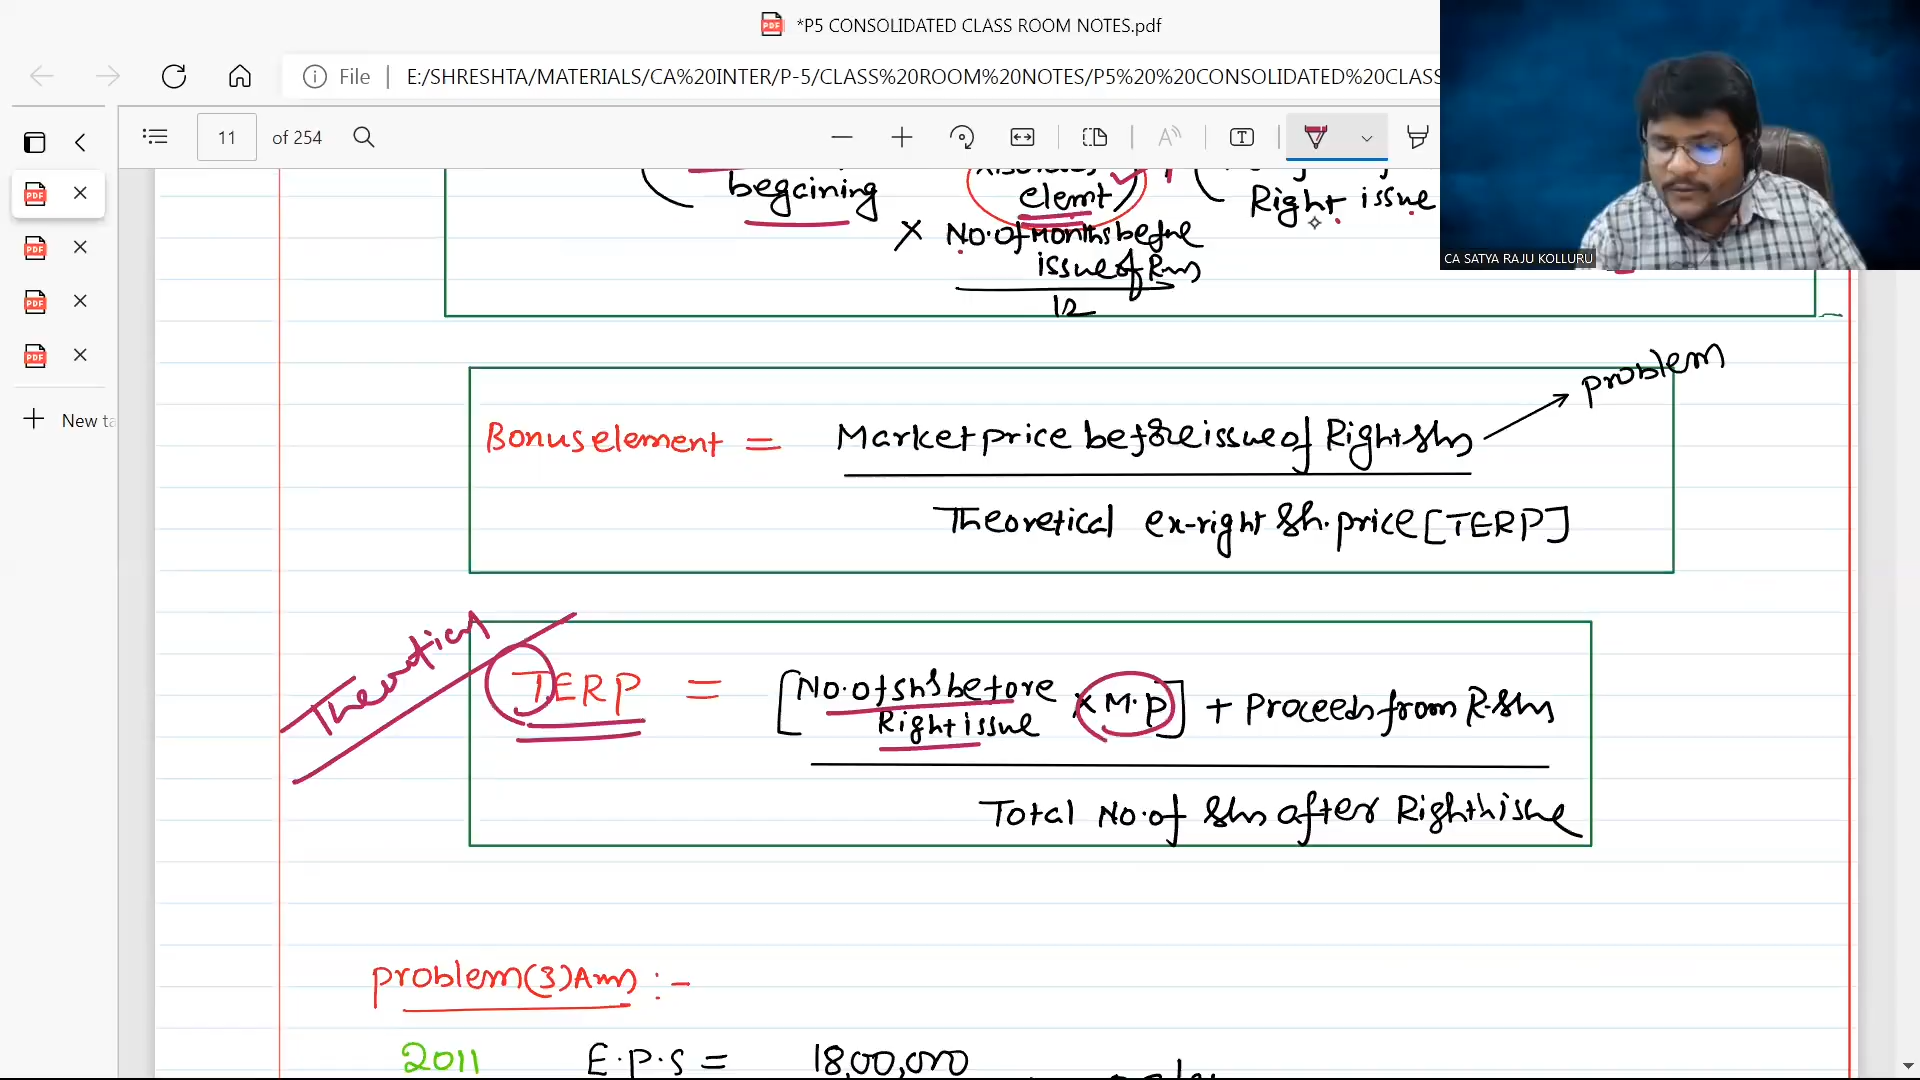 *P5 CONSOLIDATED CLASS ROOM NOTES.pdf
File
E:/SHRESHTA/MATERIALS/CA%20INTER/P-5/CLASS%20ROOM%20NOTES/P5%20%20CONSOLIDATED%20CLASS
11 of 254
CA SATYA RAJU KOLLURU
New ta
begcining elemt) Right issue
× No. of Months before
issue of R
12
problem
Bonus element = Market price before issue of Right shs
Theoretical ex-right sh. price [TERP]
Theoretical
TERP = [No. of shs before × M.P] + Proceeds from R. shs
Right issue
Total No. of shs after Right issue
problem (3) Ans :-
2011 E.P.S = 18,00,000